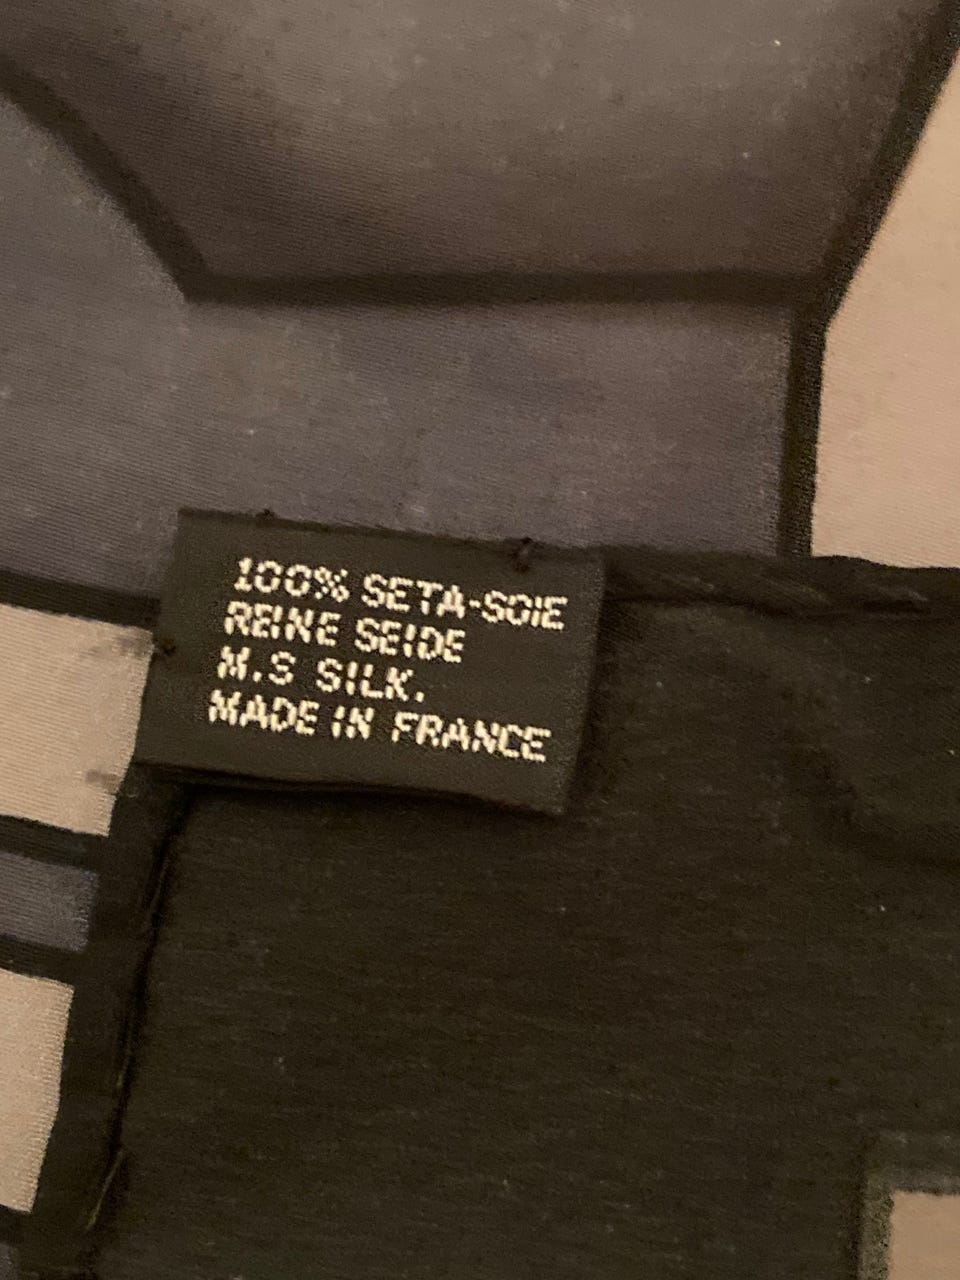 100% SETA-SOIE
REINE SEIDE
M.S SILK.
MADE IN FRANCE